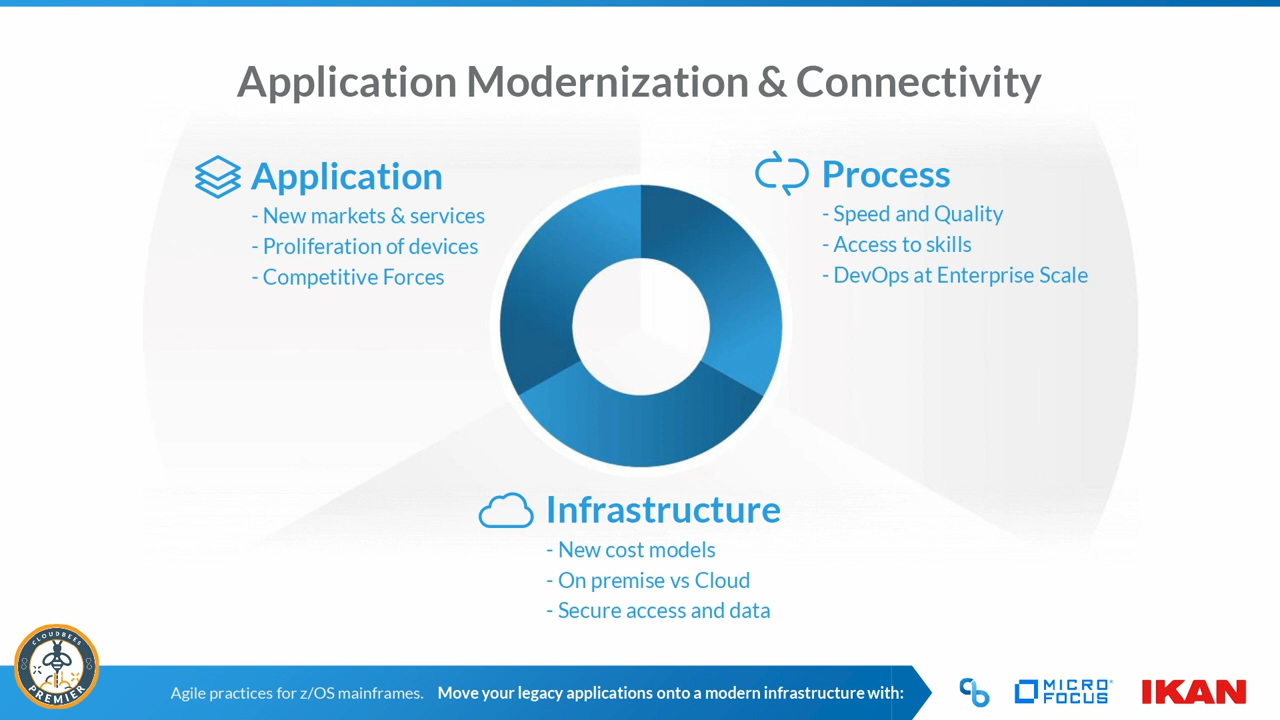 Application Modernization & Connectivity
Application
- New markets & services
- Proliferation of devices
- Competitive Forces
Process
- Speed and Quality
- Access to skills
- DevOps at Enterprise Scale
Infrastructure
- New cost models
- On premise vs Cloud
- Secure access and data
CLOUDBEES
PREMIER
Agile practices for z/OS mainframes. Move your legacy applications onto a modern infrastructure with:
MICRO
FOCUS
IKAN